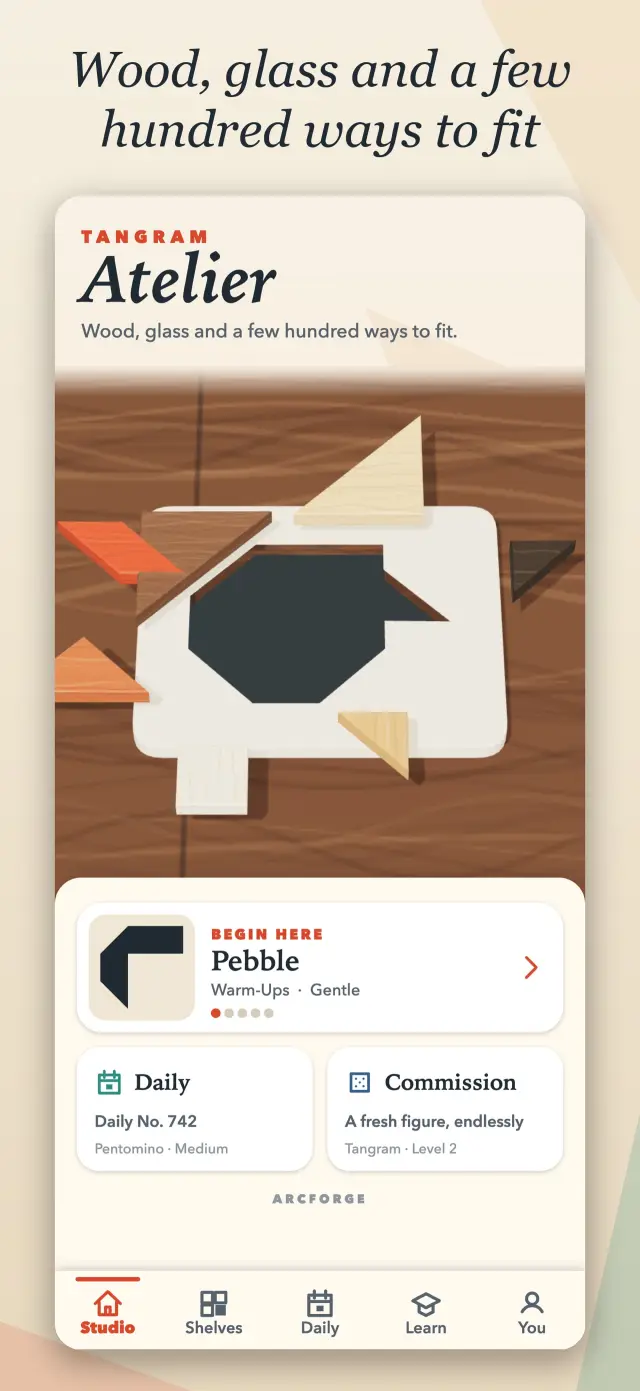 Wood, glass and a few
hundred ways to fit
TANGRAM
Atelier
Wood, glass and a few hundred ways to fit.
BEGIN HERE
Pebble
Warm-Ups · Gentle
Daily
Daily No. 742
Pentomino · Medium
Commission
A fresh figure, endlessly
Tangram · Level 2
ARCFORGE
Studio
Shelves
Daily
Learn
You